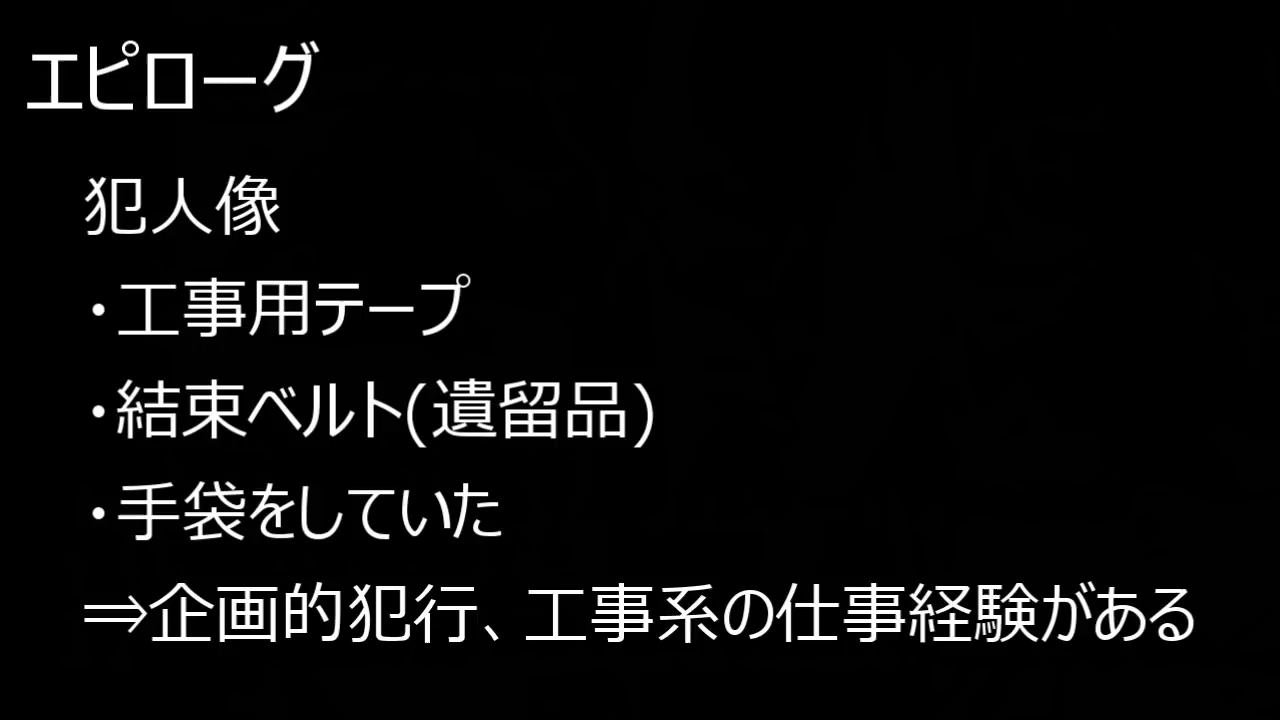 エピローグ
犯人像
・工事用テープ
・結束ベルト(遺留品)
・手袋をしていた
⇒企画的犯行、工事系の仕事経験がある